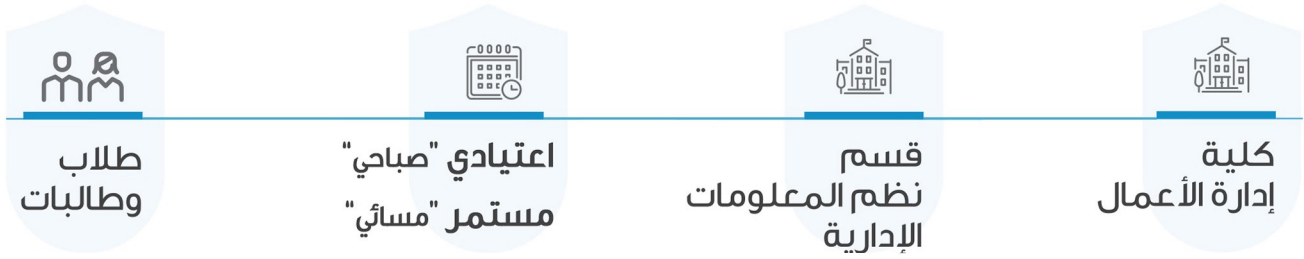 كلية
إدارة الأعمال
قسم
نظم المعلومات
الإدارية
اعتيادي "صباحي"
مستمر "مسائي"
طلاب
وطالبات